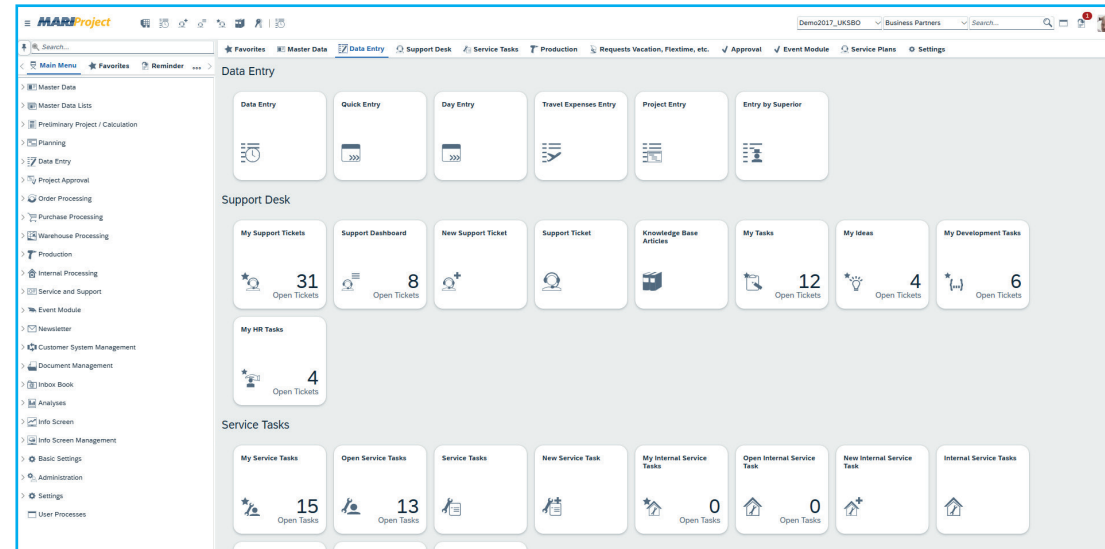 MARIProject
Demo2017_UKSBO
Business Partners
Search...
1
Search...
Main Menu
Favorites
Reminder
...
Master Data
Master Data Lists
Preliminary Project / Calculation
Planning
Data Entry
Project Approval
Order Processing
Purchase Processing
Warehouse Processing
Production
Internal Processing
Service and Support
Event Module
Newsletter
Customer System Management
Document Management
Inbox Book
Analyses
Info Screen
Info Screen Management
Basic Settings
Administration
Settings
User Processes
Favorites
Master Data
Data Entry
Support Desk
Service Tasks
Production
Requests Vacation, Flextime, etc.
Approval
Event Module
Service Plans
Settings
Data Entry
Data Entry
Quick Entry
Day Entry
Travel Expenses Entry
Project Entry
Entry by Superior
Support Desk
My Support Tickets
31
Open Tickets
Support Dashboard
8
Open Tickets
New Support Ticket
Support Ticket
Knowledge Base
Articles
My Tasks
12
Open Tickets
My Ideas
4
Open Tickets
My Development Tasks
6
Open Tickets
My HR Tasks
4
Open Tickets
Service Tasks
My Service Tasks
15
Open Tasks
Open Service Tasks
13
Open Tasks
Service Tasks
New Service Task
My Internal Service
Tasks
0
Open Tasks
Open Internal Service
Task
0
Open Tasks
New Internal Service
Task
Internal Service Tasks